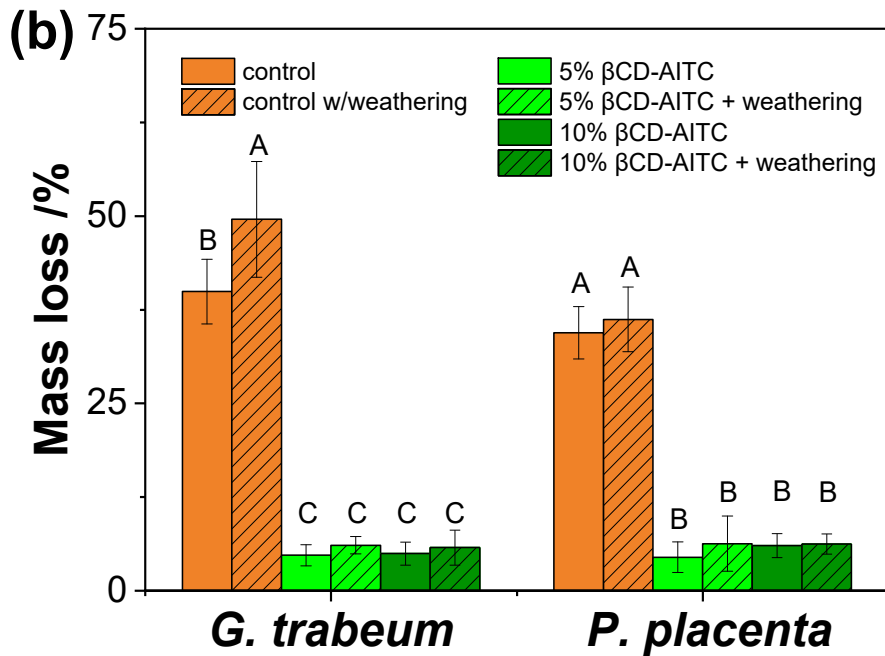 (b)
75
50
25
0
Mass loss /%
control
control w/weathering
5% βCD-AITC
5% βCD-AITC + weathering
10% βCD-AITC
10% βCD-AITC + weathering
B
A
C
C
C
C
A
A
B
B
B
B
G. trabeum
P. placenta